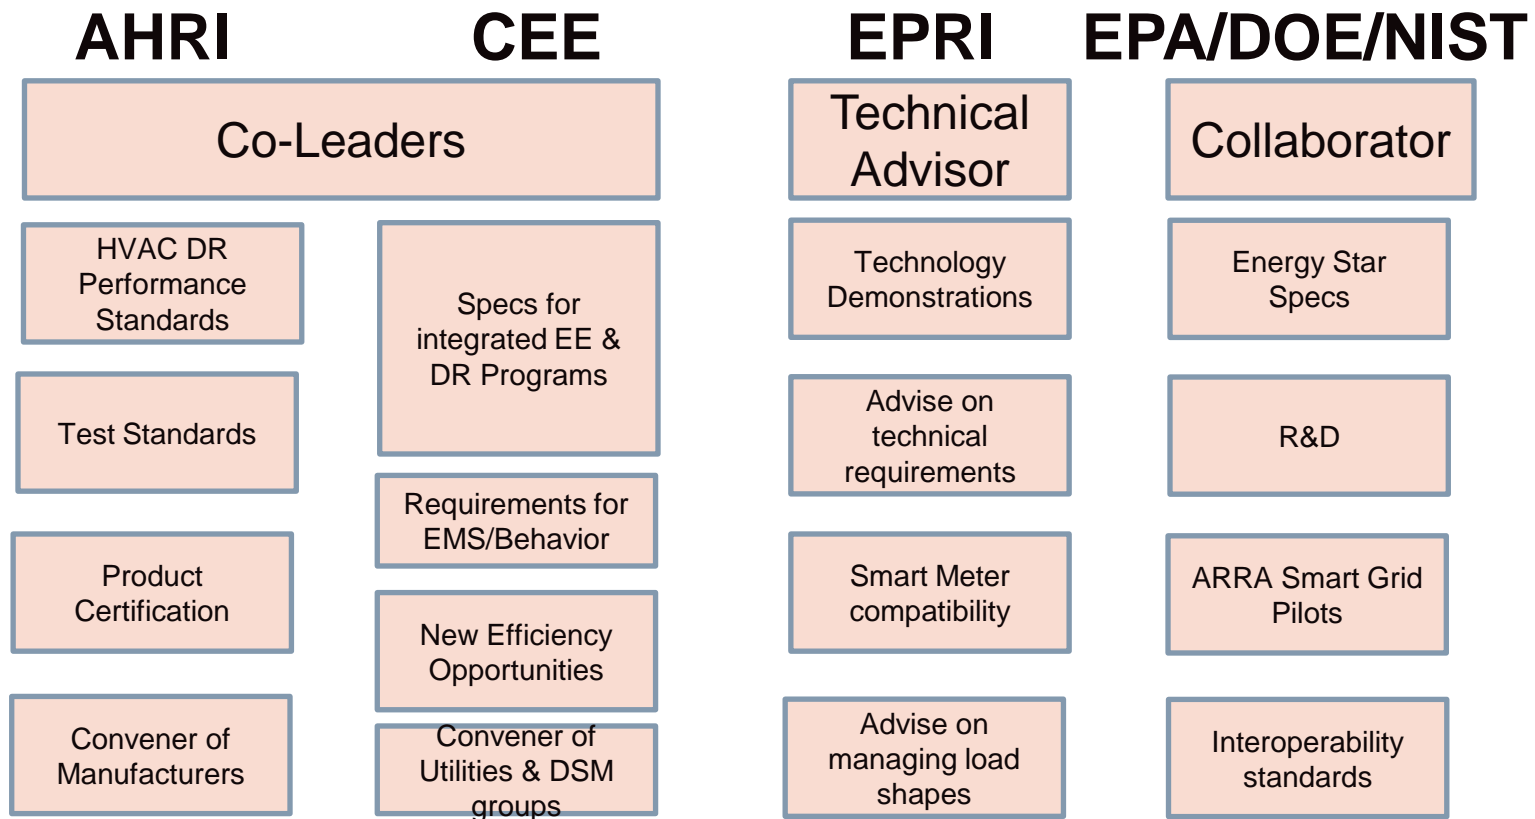 AHRI
CEE
EPRI
EPA/DOE/NIST
Co-Leaders
Technical
Advisor
Collaborator
HVAC DR
Performance
Standards
Test Standards
Product
Certification
Convener of
Manufacturers
Specs for
integrated EE &
DR Programs
Requirements for
EMS/Behavior
New Efficiency
Opportunities
Convener of
Utilities & DSM
groups
Technology
Demonstrations
Advise on
technical
requirements
Smart Meter
compatibility
Advise on
managing load
shapes
Energy Star
Specs
R&D
ARRA Smart Grid
Pilots
Interoperability
standards